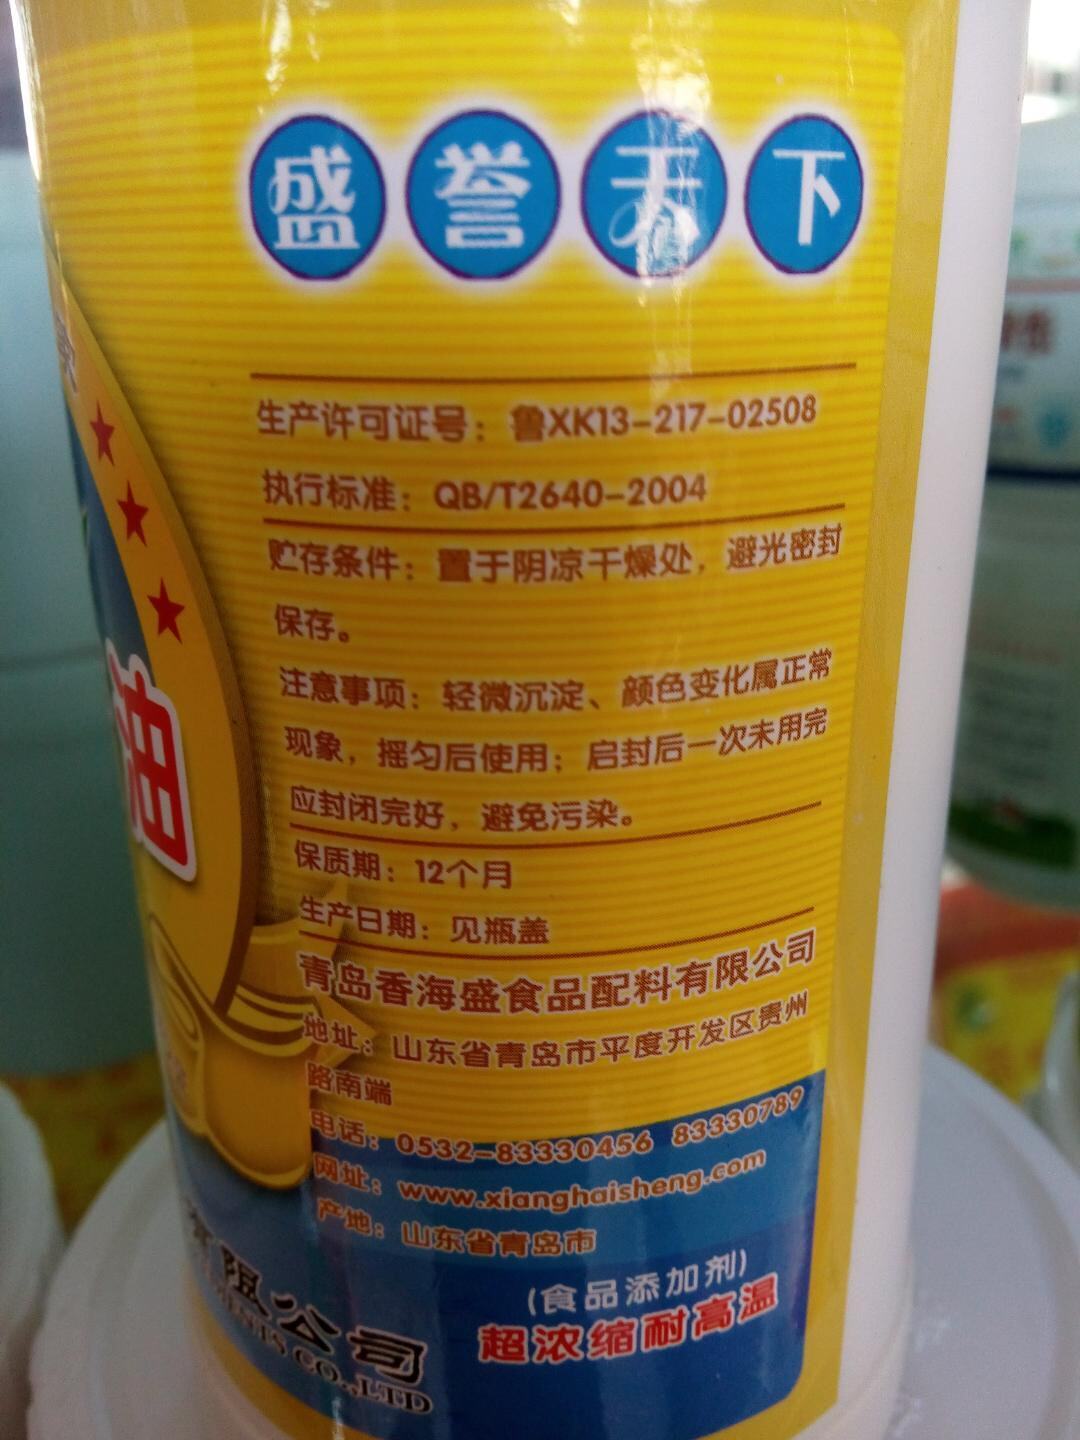 盛誉天下
生产许可证号：鲁XK13-217-02508
执行标准：QB/T2640-2004
贮存条件：置于阴凉干燥处，避光密封
保存。
注意事项：轻微沉淀、颜色变化属正常
现象，摇匀后使用；启封后一次未用完
应封闭完好，避免污染。
保质期：12个月
生产日期：见瓶盖
青岛香海盛食品配料有限公司
地址：山东省青岛市平度开发区贵州
路南端
电话：0532-83330456 83330789
网址：www.xianghaisheng.com
产地：山东省青岛市
(食品添加剂)
超浓缩耐高温
油
有限公司
CO.,LTD